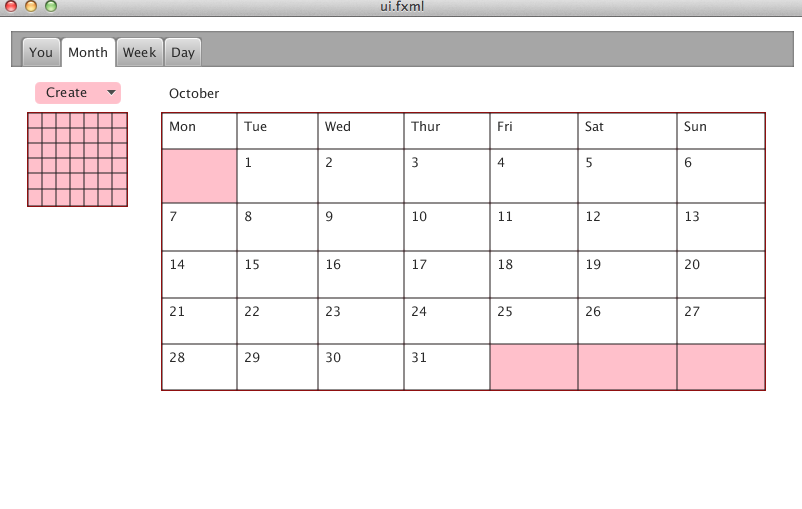 ui.fxml
You Month Week Day
Create
October
Mon Tue Wed Thur Fri Sat Sun
1 2 3 4 5 6
7 8 9 10 11 12 13
14 15 16 17 18 19 20
21 22 23 24 25 26 27
28 29 30 31